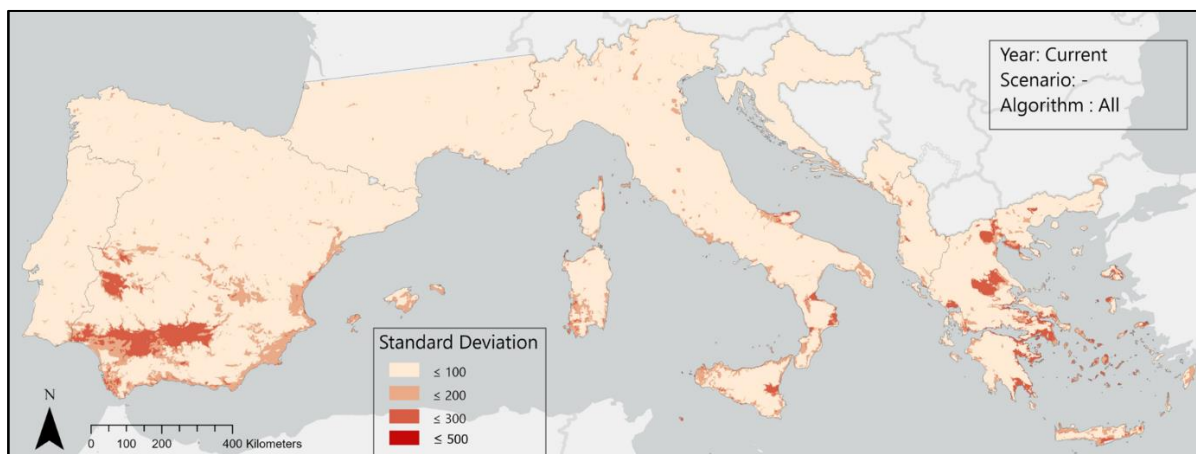 Year: Current
Scenario: -
Algorithm : All
Standard Deviation
≤ 100
≤ 200
≤ 300
≤ 500
N
0 100 200 400 Kilometers